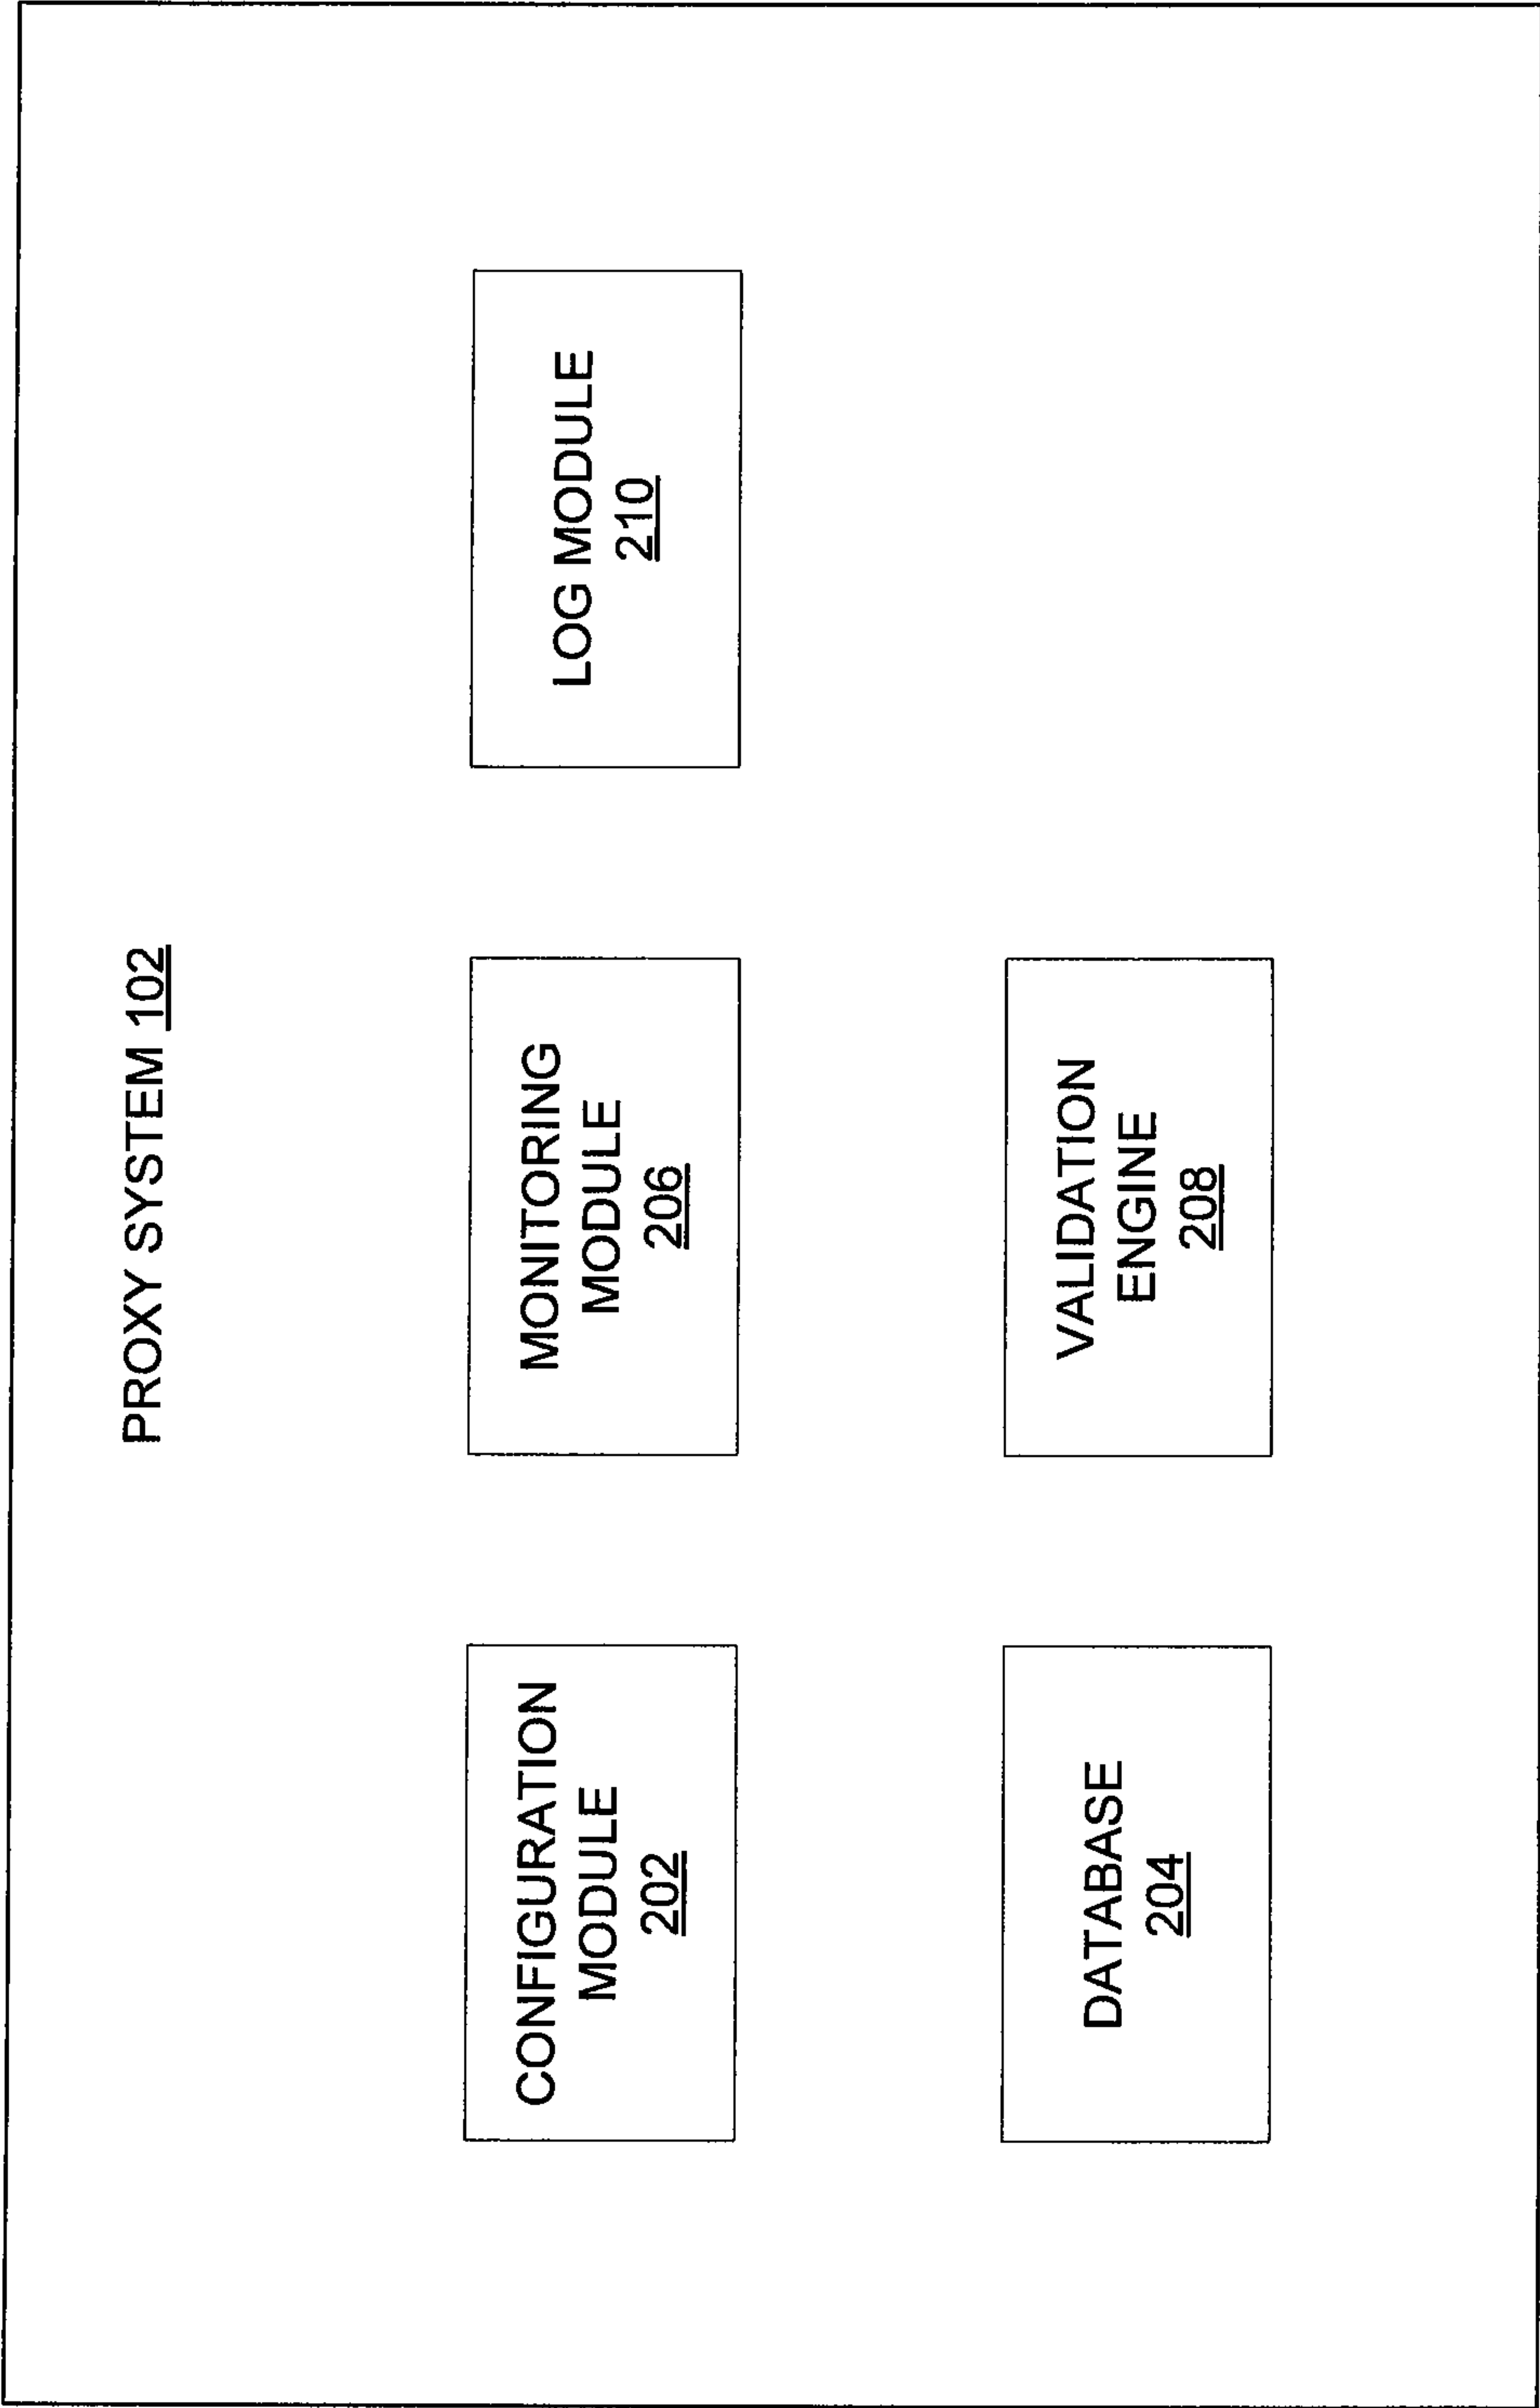 PROXY SYSTEM 102
CONFIGURATION
MODULE
202
MONITORING
MODULE
206
LOG MODULE
210
DATABASE
204
VALIDATION
ENGINE
208